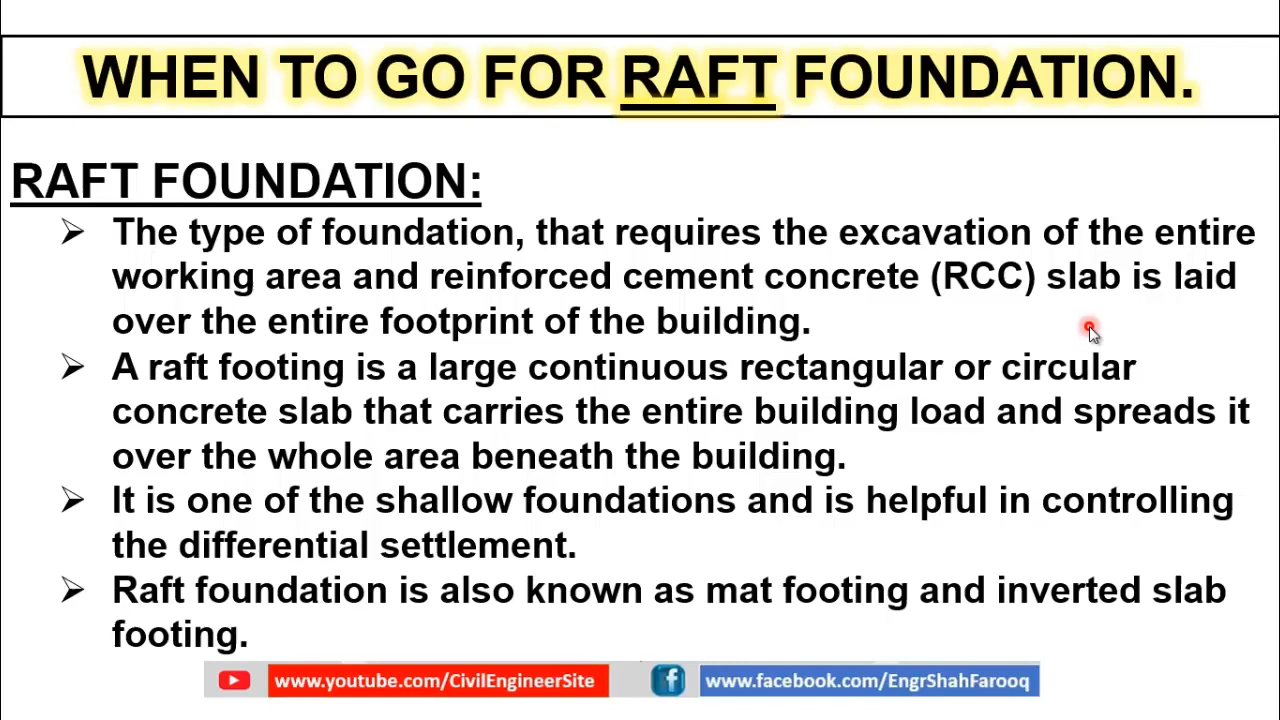 WHEN TO GO FOR RAFT FOUNDATION.
RAFT FOUNDATION:
➢ The type of foundation, that requires the excavation of the entire
working area and reinforced cement concrete (RCC) slab is laid
over the entire footprint of the building.
➢ A raft footing is a large continuous rectangular or circular
concrete slab that carries the entire building load and spreads it
over the whole area beneath the building.
➢ It is one of the shallow foundations and is helpful in controlling
the differential settlement.
➢ Raft foundation is also known as mat footing and inverted slab
footing.
www.youtube.com/CivilEngineerSite www.facebook.com/EngrShahFarooq